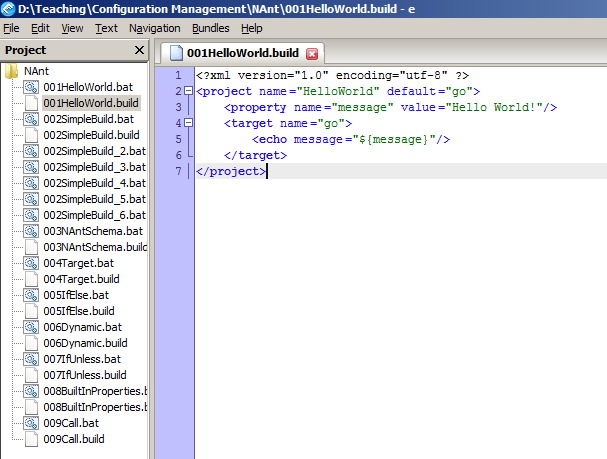 D:\Teaching\Configuration Management\NAnt\001HelloWorld.build - e
File Edit View Text Navigation Bundles Help
Project
NAnt
001HelloWorld.bat
001HelloWorld.build
002SimpleBuild.bat
002SimpleBuild.build
002SimpleBuild_2.bat
002SimpleBuild_3.bat
002SimpleBuild_4.bat
002SimpleBuild_5.bat
002SimpleBuild_6.bat
003NAntSchema.bat
003NAntSchema.build
004Target.bat
004Target.build
005IfElse.bat
005IfElse.build
006Dynamic.bat
006Dynamic.build
007IfUnless.bat
007IfUnless.build
008BuiltInProperties.b
008BuiltInProperties.b
009Call.bat
009Call.build
001HelloWorld.build
1 <?xml version="1.0" encoding="utf-8" ?>
2 <project name="HelloWorld" default="go">
3 <property name="message" value="Hello World!"/>
4 <target name="go">
5 <echo message="${message}"/>
6 </target>
7 </project>